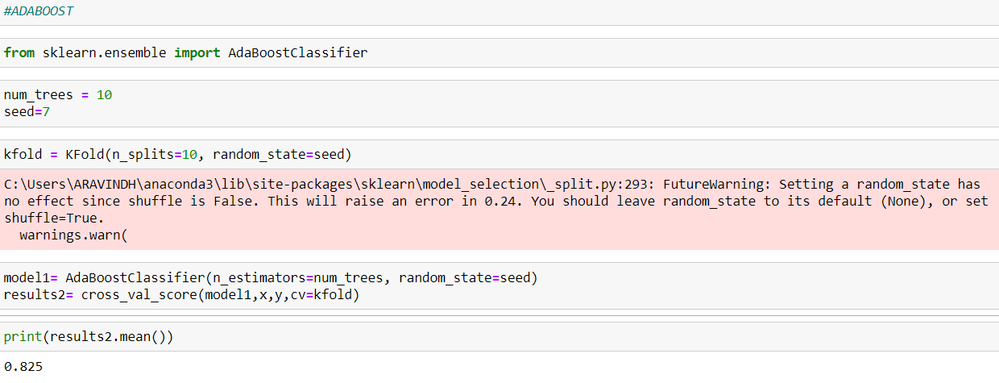 #ADABOOST
from sklearn.ensemble import AdaBoostClassifier
num_trees = 10
seed=7
kfold = KFold(n_splits=10, random_state=seed)
C:\Users\ARAVINDH\anaconda3\lib\site-packages\sklearn\model_selection\_split.py:293: FutureWarning: Setting a random_state has
no effect since shuffle is False. This will raise an error in 0.24. You should leave random_state to its default (None), or set
shuffle=True.
  warnings.warn(
model1= AdaBoostClassifier(n_estimators=num_trees, random_state=seed)
results2= cross_val_score(model1,x,y,cv=kfold)
print(results2.mean())
0.825